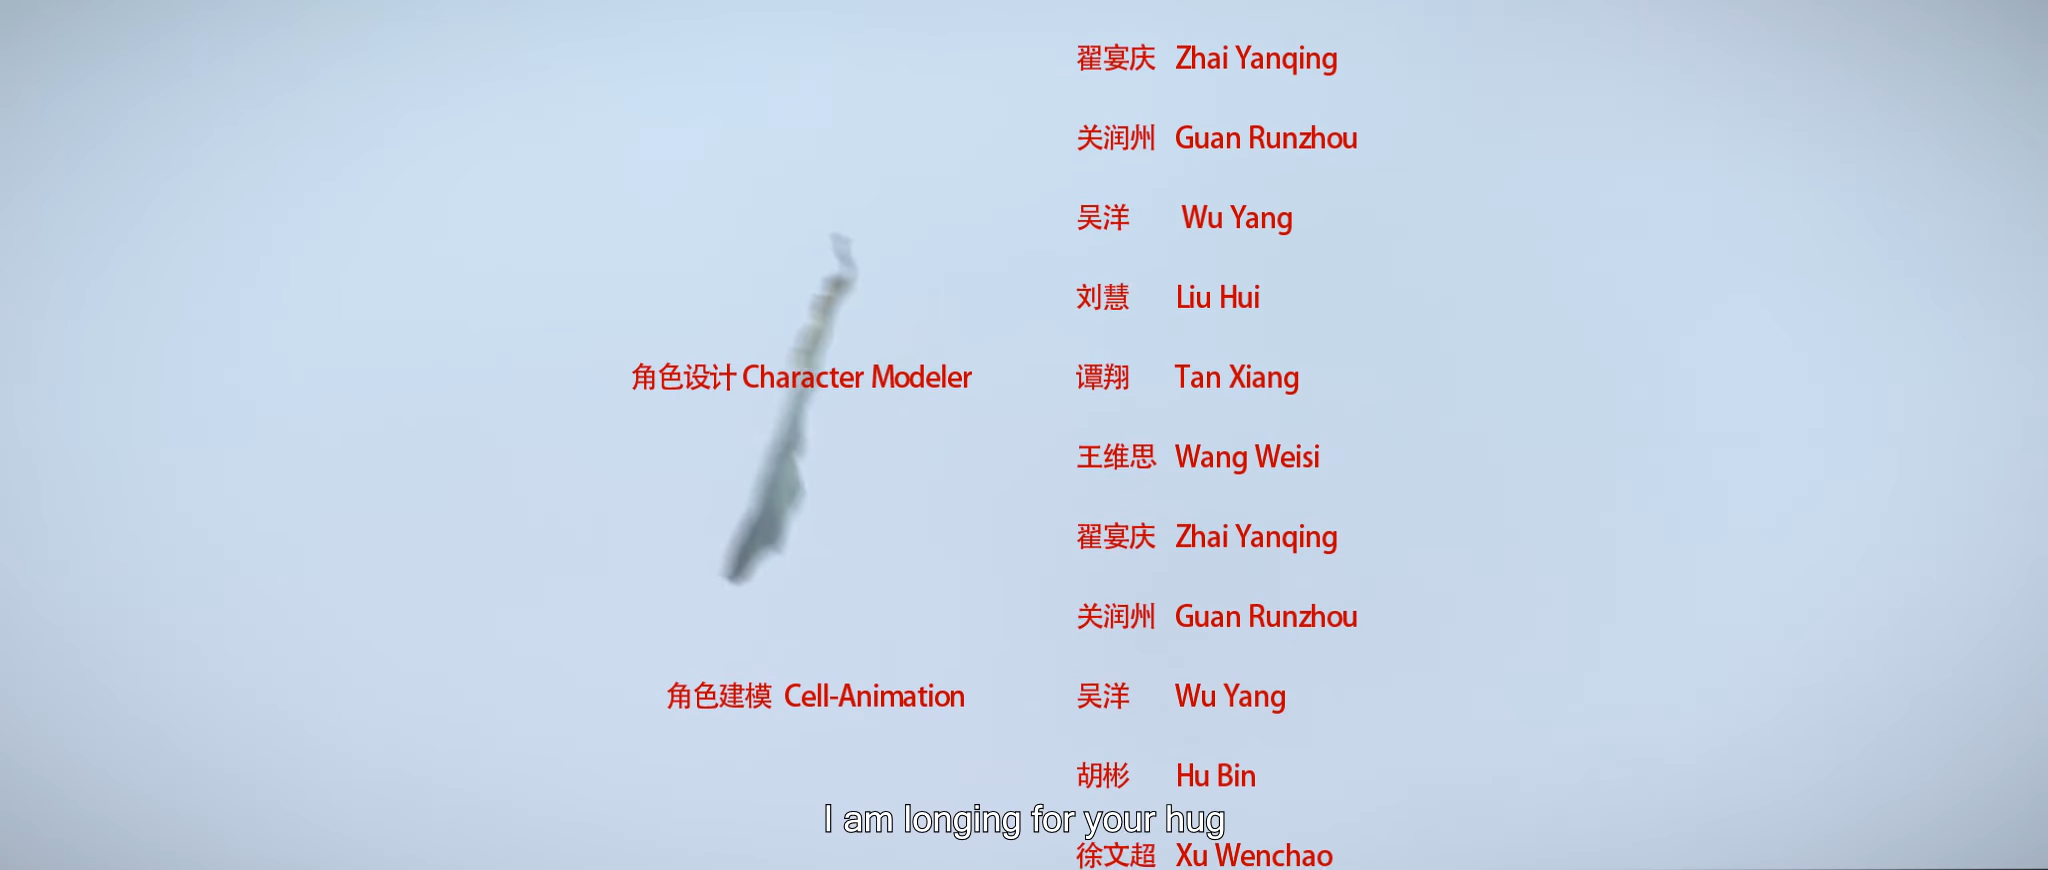 翟宴庆 Zhai Yanqing
关润州 Guan Runzhou
吴洋 Wu Yang
刘慧 Liu Hui
角色设计 Character Modeler 谭翔 Tan Xiang
王维思 Wang Weisi
翟宴庆 Zhai Yanqing
关润州 Guan Runzhou
角色建模 Cell-Animation 吴洋 Wu Yang
胡彬 Hu Bin
I am longing for your hug
徐文超 Xu Wenchao